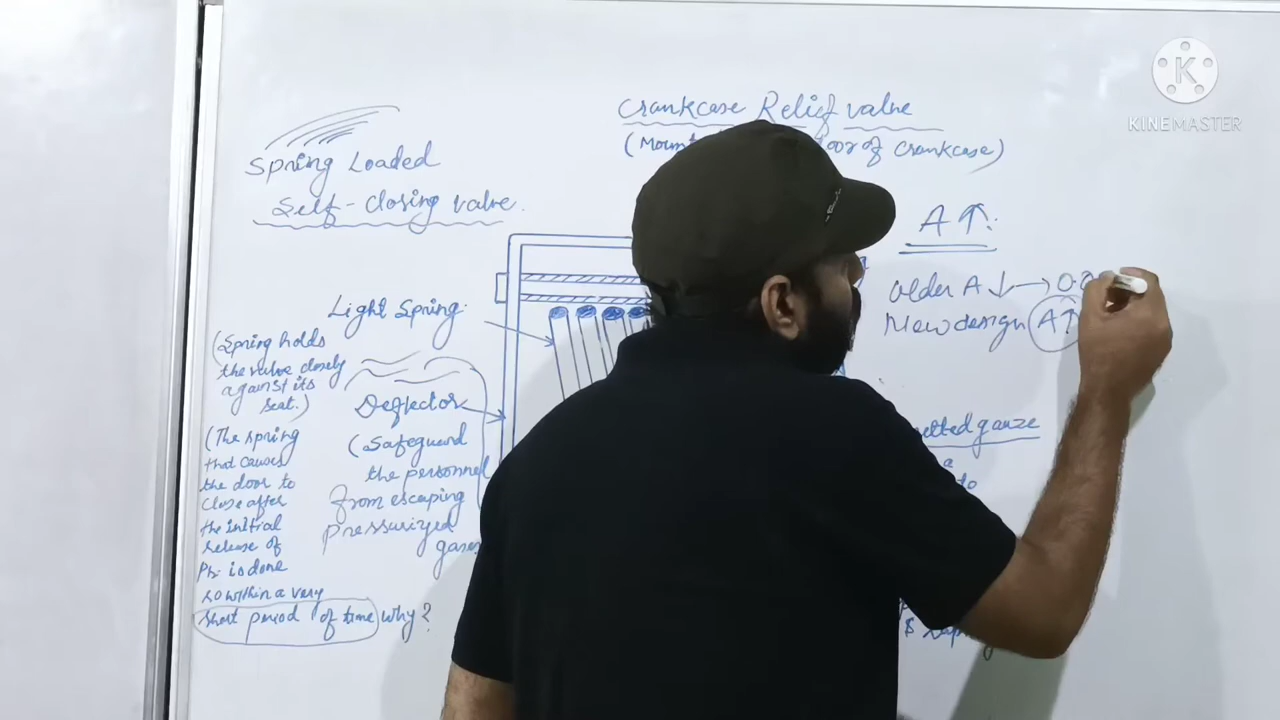 KINEMASTER
Crankcase Relief valve
(Moun door of Crankcase)
Spring Loaded
Self-closing valve.
A ↑.
older A ↓ → 0.2
New design A↑
Light Spring.
(Spring holds
the valve closely
against its
seat.)
Deflector
(Safeguard
the personnel
from escaping
pressurized
gases
(The spring
that causes
the door to
close after
the initial
release of
Pr. is done
so within a very
short period of time why?
gauze
a
to